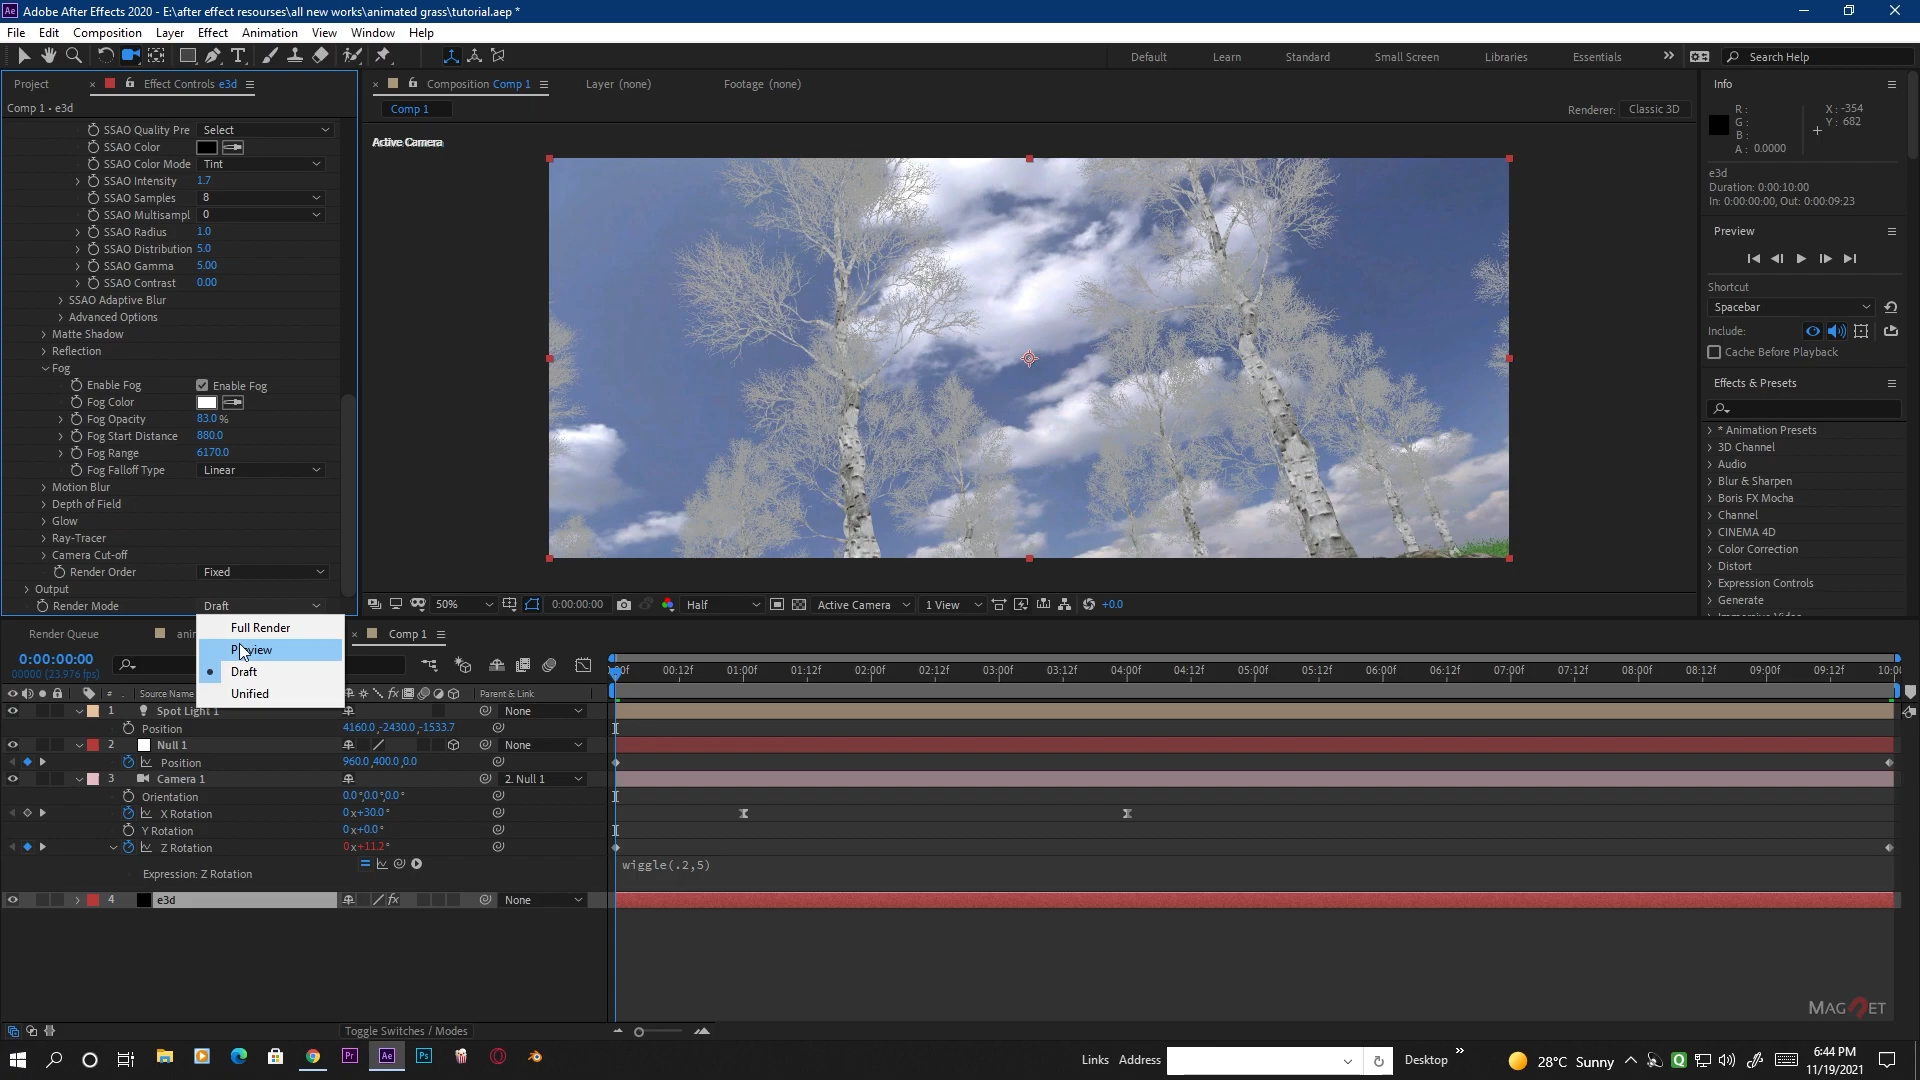 Adobe After Effects 2020 - E:\after effect resourses\all new works\animated grass\tutorial.aep *
File Edit Composition Layer Effect Animation View Window Help
Default Learn Standard Small Screen Libraries Essentials Search Help
Project Effect Controls e3d
Comp 1 • e3d
SSAO Quality Pre Select
SSAO Color
SSAO Color Mode Tint
SSAO Intensity 1.7
SSAO Samples 8
SSAO Multisampl 0
SSAO Radius 1.0
SSAO Distribution 5.0
SSAO Gamma 5.00
SSAO Contrast 0.00
SSAO Adaptive Blur
Advanced Options
Matte Shadow
Reflection
Fog
Enable Fog Enable Fog
Fog Color
Fog Opacity 83.0 %
Fog Start Distance 880.0
Fog Range 6170.0
Fog Falloff Type Linear
Motion Blur
Depth of Field
Glow
Ray-Tracer
Camera Cut-off
Render Order Fixed
Output
Render Mode Draft
Full Render
Preview
Draft
Unified
Composition Comp 1 Layer (none) Footage (none)
Comp 1
Renderer: Classic 3D
Active Camera
50% 0:00:00:00 Half Active Camera 1 View +0.0
Info
R : X : -354
G : Y : 682
B :
A : 0.0000
e3d
Duration: 0:00:10:00
In: 0:00:00:00, Out: 0:00:09:23
Preview
Shortcut
Spacebar
Include:
Cache Before Playback
Effects & Presets
* Animation Presets
3D Channel
Audio
Blur & Sharpen
Boris FX Mocha
Channel
CINEMA 4D
Color Correction
Distort
Expression Controls
Generate
Render Queue Comp 1
0:00:00:00
00000 (23.976 fps)
00:12f 01:00f 01:12f 02:00f 02:12f 03:00f 03:12f 04:00f 04:12f 05:00f 05:12f 06:00f 06:12f 07:00f 07:12f 08:00f 08:12f 09:00f 09:12f
# Source Name Parent & Link
1 Spot Light 1 None
Position 4160.0,-2430.0,-1533.7
2 Null 1 None
Position 960.0,400.0,0.0
3 Camera 1 2. Null 1
Orientation 0.0°,0.0°,0.0°
X Rotation 0x+30.0°
Y Rotation 0x+0.0°
Z Rotation 0x+11.2°
Expression: Z Rotation wiggle(.2,5)
4 e3d None
Toggle Switches / Modes
MAGNET
Links Address Desktop 28°C Sunny 6:44 PM
11/19/2021